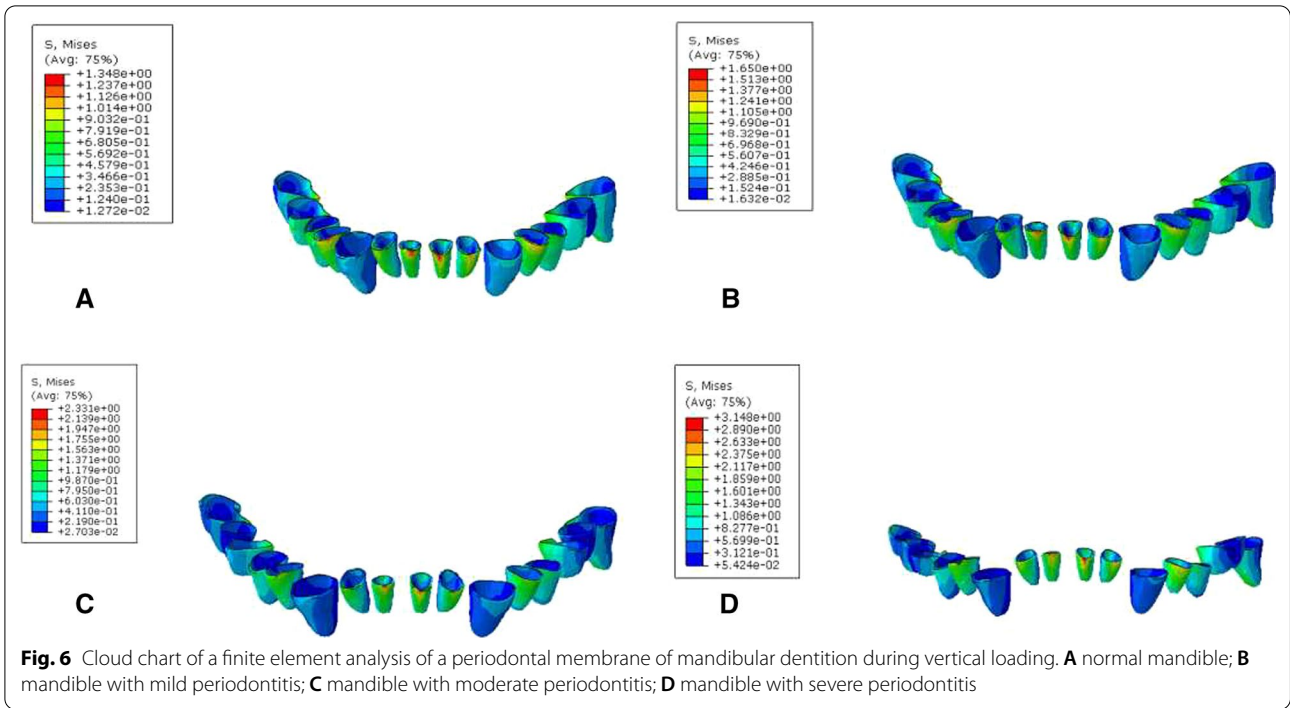 S, Mises
(Avg: 75%)
+1.348e+00
+1.237e+00
+1.126e+00
+1.014e+00
+9.032e-01
+7.919e-01
+6.805e-01
+5.692e-01
+4.579e-01
+3.466e-01
+2.353e-01
+1.240e-01
+1.272e-02
A
S, Mises
(Avg: 75%)
+1.650e+00
+1.513e+00
+1.377e+00
+1.241e+00
+1.105e+00
+9.690e-01
+8.329e-01
+6.968e-01
+5.607e-01
+4.246e-01
+2.885e-01
+1.524e-01
+1.632e-02
B
S, Mises
(Avg: 75%)
+2.331e+00
+2.139e+00
+1.947e+00
+1.755e+00
+1.563e+00
+1.371e+00
+1.179e+00
+9.870e-01
+7.950e-01
+6.030e-01
+4.110e-01
+2.190e-01
+2.703e-02
C
S, Mises
(Avg: 75%)
+3.148e+00
+2.890e+00
+2.633e+00
+2.375e+00
+2.117e+00
+1.859e+00
+1.601e+00
+1.343e+00
+1.086e+00
+8.277e-01
+5.699e-01
+3.121e-01
+5.424e-02
D
Fig. 6 Cloud chart of a finite element analysis of a periodontal membrane of mandibular dentition during vertical loading. A normal mandible; B
mandible with mild periodontitis; C mandible with moderate periodontitis; D mandible with severe periodontitis